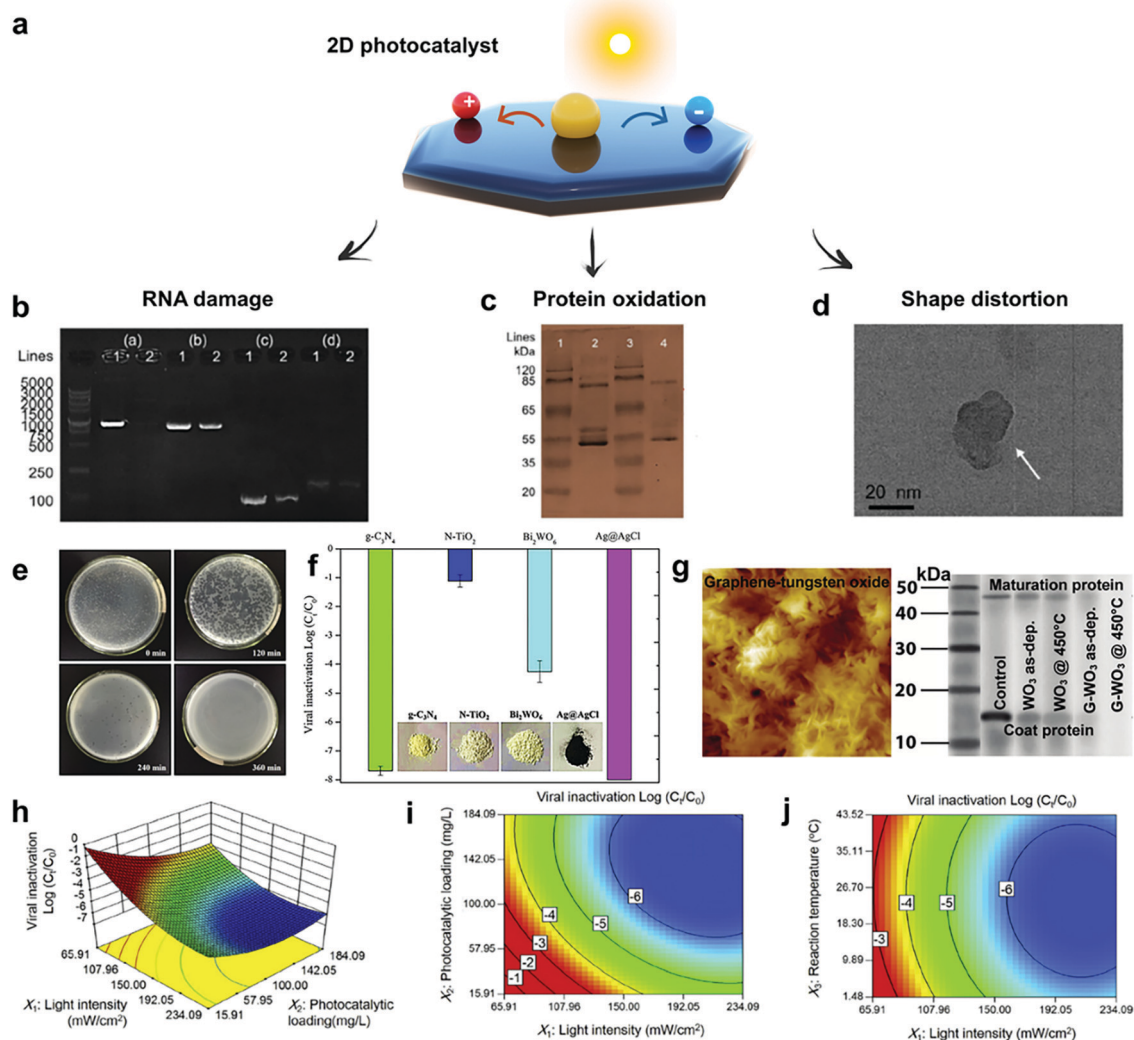 a
2D photocatalyst
+
-
RNA damage
Protein oxidation
Shape distortion
b
Lines
(a) (b) (c) (d)
1 2 1 2 1 2 1 2
5000
3000
2000
1500
1000
750
500
250
100
c
Lines
kDa
1 2 3 4
120
85
65
55
35
20
d
20 nm
e
0 min
120 min
240 min
360 min
f
g-C₃N₄ N-TiO₂ Bi₂WO₆ Ag@AgCl
Viral inactivation Log (Cₜ/C₀)
0
-1
-2
-3
-4
-5
-6
-7
-8
g-C₃N₄ N-TiO₂ Bi₂WO₆ Ag@AgCl
g
Graphene-tungsten oxide
kDa
50
40
30
20
10
Maturation protein
Control
WO₃ as-dep.
WO₃ @ 450°C
G-WO₃ as-dep.
G-WO₃ @ 450°C
Coat protein
h
Viral inactivation
Log (Cₜ/C₀)
0
-1
-2
-3
-4
-5
-6
-7
65.91
107.96
150.00
192.05
234.09
X₁: Light intensity
(mW/cm²)
184.09
142.05
100.00
57.95
15.91
X₂: Photocatalytic
loading(mg/L)
i
Viral inactivation Log (Cₜ/C₀)
X₂: Photocatalytic loading (mg/L)
184.09
142.05
100.00
57.95
15.91
-6
-5
-4
-3
-2
-1
65.91 107.96 150.00 192.05 234.09
X₁: Light intensity (mW/cm²)
j
Viral inactivation Log (Cₜ/C₀)
X₃: Reaction temperature (°C)
43.52
35.11
26.70
18.30
9.89
1.48
-4
-5
-6
-3
65.91 107.96 150.00 192.05 234.09
X₁: Light intensity (mW/cm²)